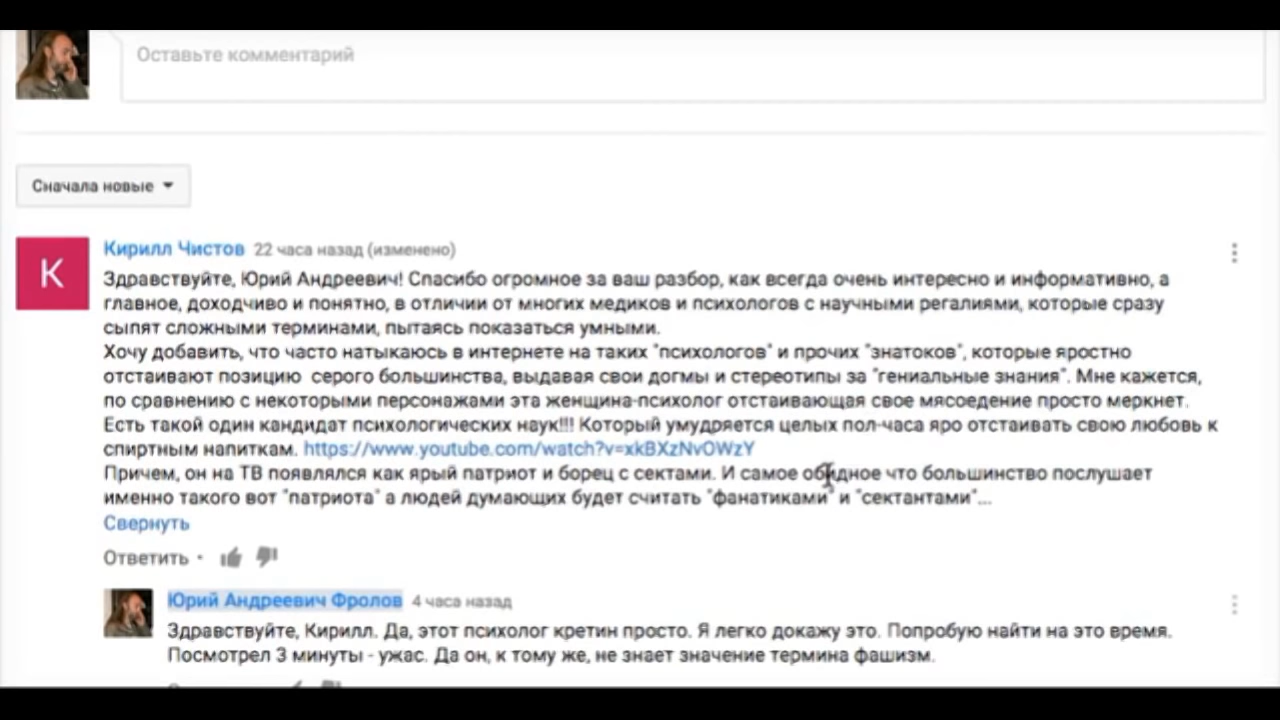 Оставьте комментарий
Сначала новые
К
Кирилл Чистов 22 часа назад (изменено)
Здравствуйте, Юрий Андреевич! Спасибо огромное за ваш разбор, как всегда очень интересно и информативно, а
главное, доходчиво и понятно, в отличии от многих медиков и психологов с научными регалиями, которые сразу
сыпят сложными терминами, пытаясь показаться умными.
Хочу добавить, что часто натыкаюсь в интернете на таких "психологов" и прочих "знатоков", которые яростно
отстаивают позицию серого большинства, выдавая свои догмы и стереотипы за "гениальные знания". Мне кажется,
по сравнению с некоторыми персонажами эта женщина-психолог отстаивающая свое мясоедение просто меркнет.
Есть такой один кандидат психологических наук!!! Который умудряется целых пол-часа яро отстаивать свою любовь к
спиртным напиткам. https://www.youtube.com/watch?v=xkBXzNvOWzY
Причем, он на ТВ появлялся как ярый патриот и борец с сектами. И самое обидное что большинство послушает
именно такого вот "патриота" а людей думающих будет считать "фанатиками" и "сектантами"...
Свернуть
Ответить
Юрий Андреевич Фролов 4 часа назад
Здравствуйте, Кирилл. Да, этот психолог кретин просто. Я легко докажу это. Попробую найти на это время.
Посмотрел 3 минуты - ужас. Да он, к тому же, не знает значение термина фашизм.